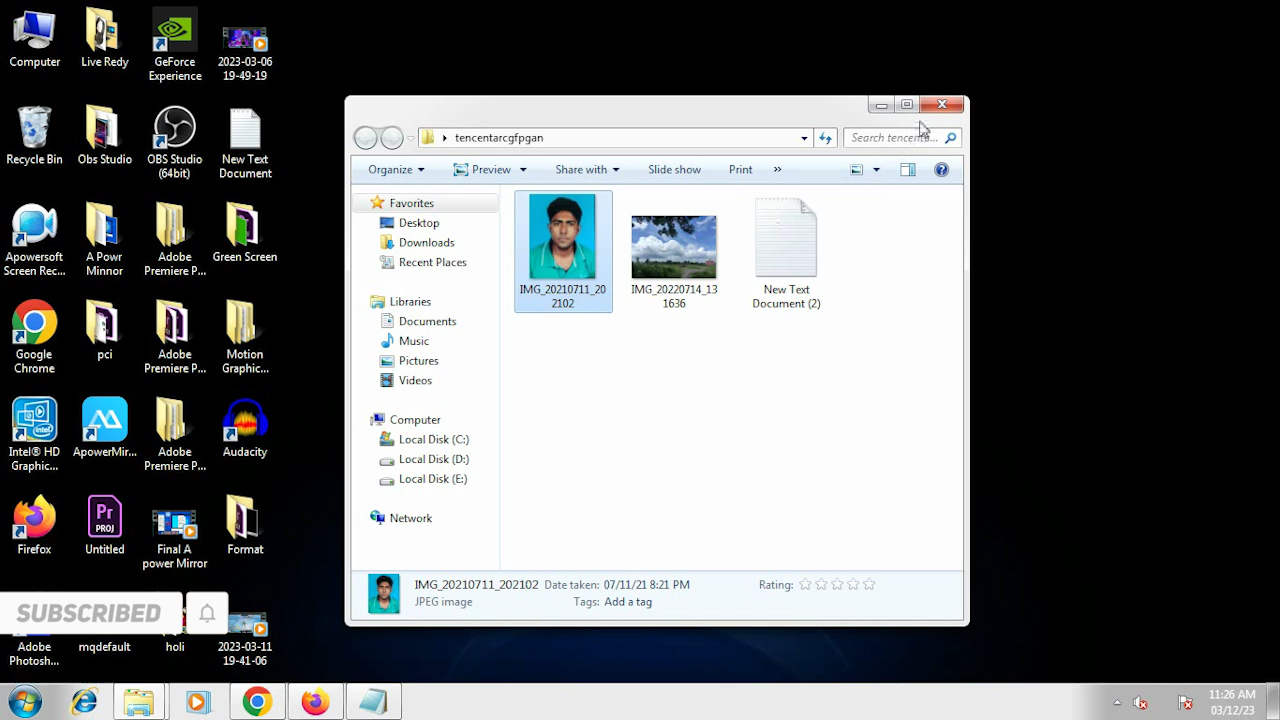 Computer
Live Redy
GeForce
Experience
2023-03-06
19-49-19
Recycle Bin
Obs Studio
OBS Studio
(64bit)
New Text
Document
Apowersoft
Screen Rec...
A Powr
Minnor
Adobe
Premiere P...
Green Screen
Google
Chrome
pci
Adobe
Premiere P...
Motion
Graphic...
Intel® HD
Graphic...
ApowerMir...
Adobe
Premiere P...
Audacity
Firefox
Pr
PROJ
Untitled
Final A
power Mirror
Format
SUBSCRIBED
Adobe
Photosh...
mqdefault
holi
2023-03-11
19-41-06
tencentarcgfpgan
Search tencenta...
Organize
Preview
Share with
Slide show
Print
»
Favorites
Desktop
Downloads
Recent Places
Libraries
Documents
Music
Pictures
Videos
Computer
Local Disk (C:)
Local Disk (D:)
Local Disk (E:)
Network
IMG_20210711_20
2102
IMG_20220714_13
1636
New Text
Document (2)
IMG_20210711_202102 Date taken: 07/11/21 8:21 PM Rating:
JPEG image Tags: Add a tag
11:26 AM
03/12/23